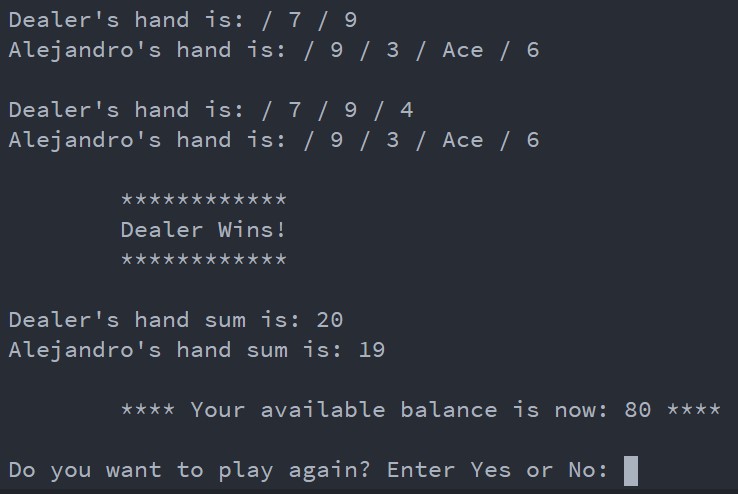 Dealer's hand is: / 7 / 9
Alejandro's hand is: / 9 / 3 / Ace / 6
Dealer's hand is: / 7 / 9 / 4
Alejandro's hand is: / 9 / 3 / Ace / 6
************
Dealer Wins!
************
Dealer's hand sum is: 20
Alejandro's hand sum is: 19
**** Your available balance is now: 80 ****
Do you want to play again? Enter Yes or No: